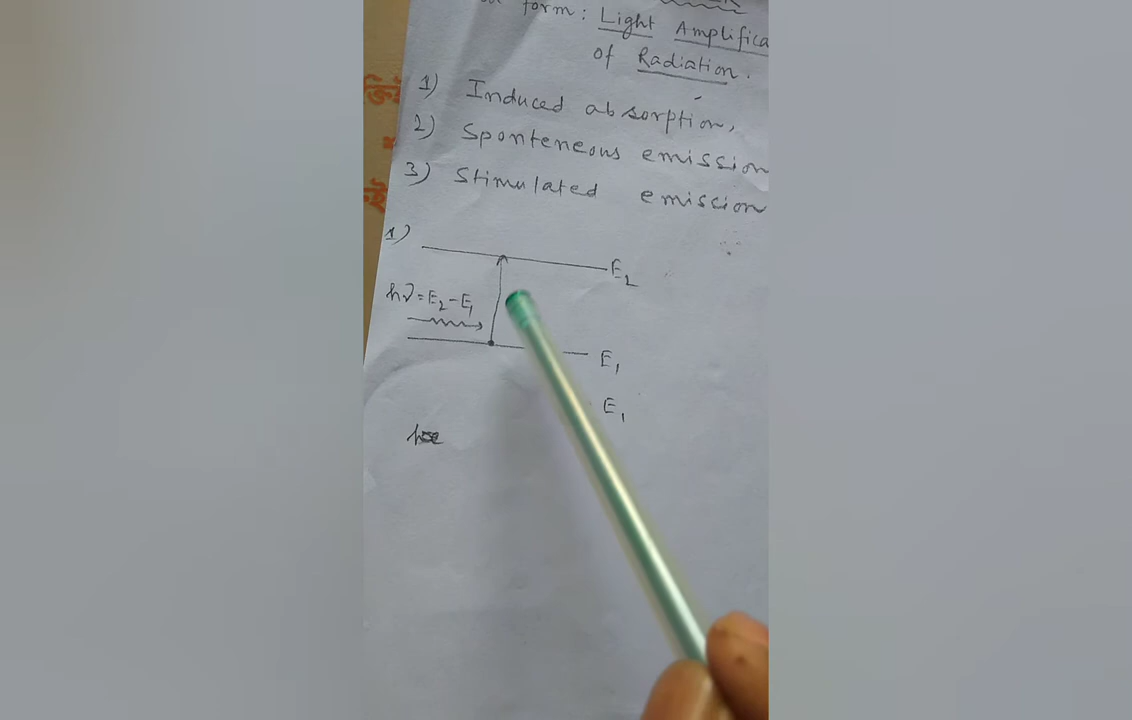 form: Light Amplifica
of Radiation.
1) Induced absorption,
2) Sponteneous emission
3) Stimulated emission
1)
E2
hν = E2 - E1
E1
E1